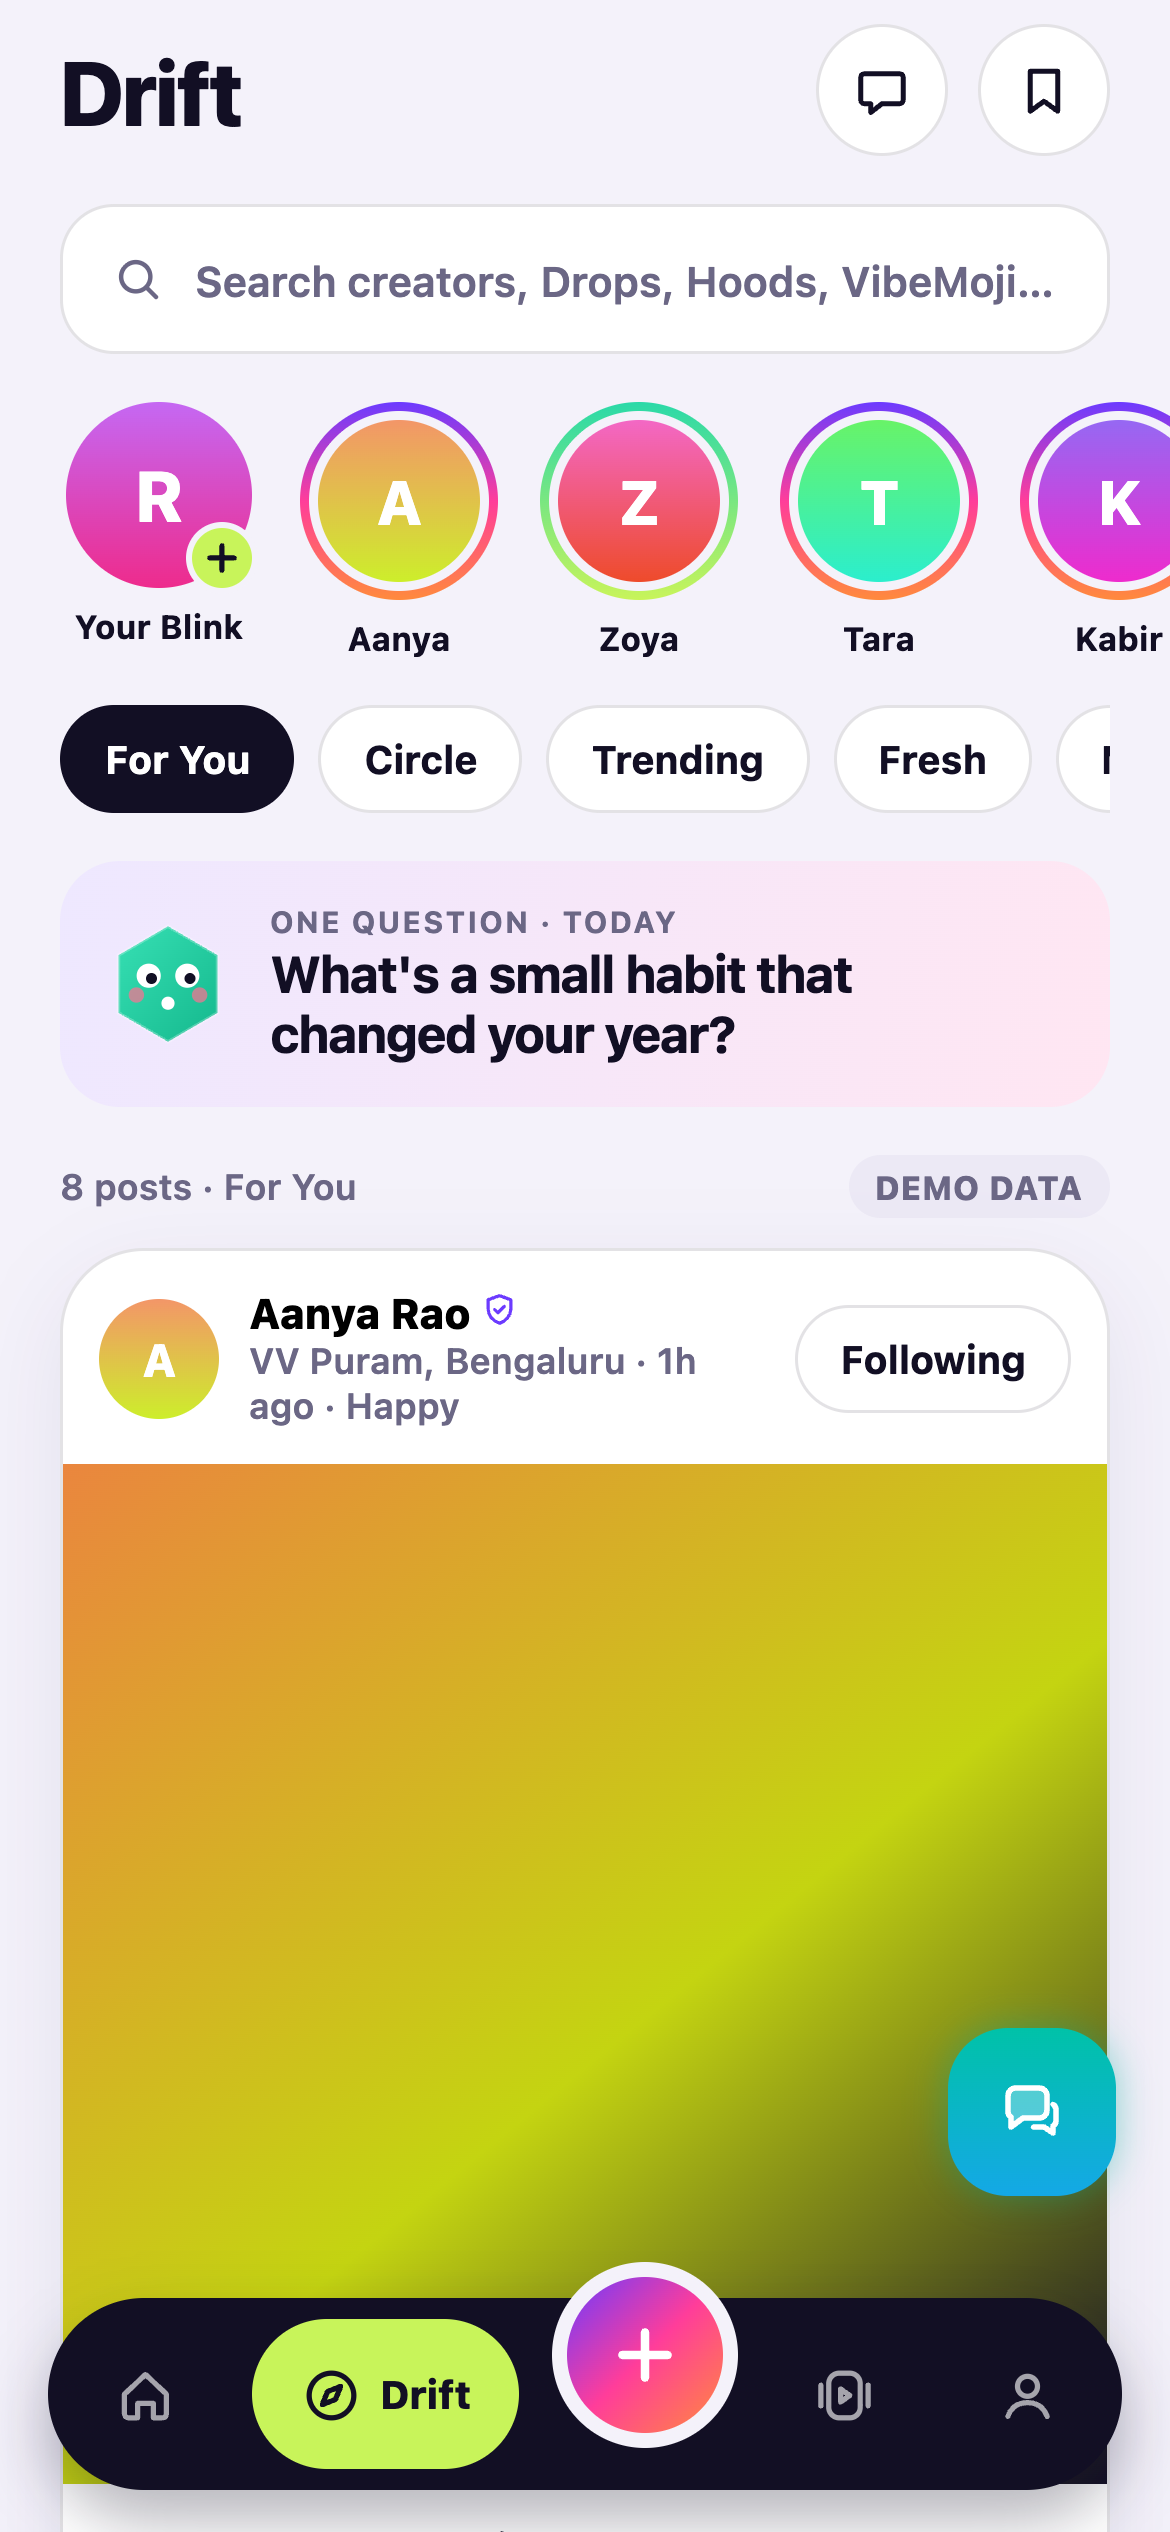 Drift
Search creators, Drops, Hoods, VibeMoji...
R
A
Z
T
K
Your Blink
Aanya
Zoya
Tara
Kabir
For You
Circle
Trending
Fresh
ONE QUESTION · TODAY
What's a small habit that
changed your year?
8 posts · For You
DEMO DATA
A
Aanya Rao
VV Puram, Bengaluru · 1h
ago · Happy
Following
Drift